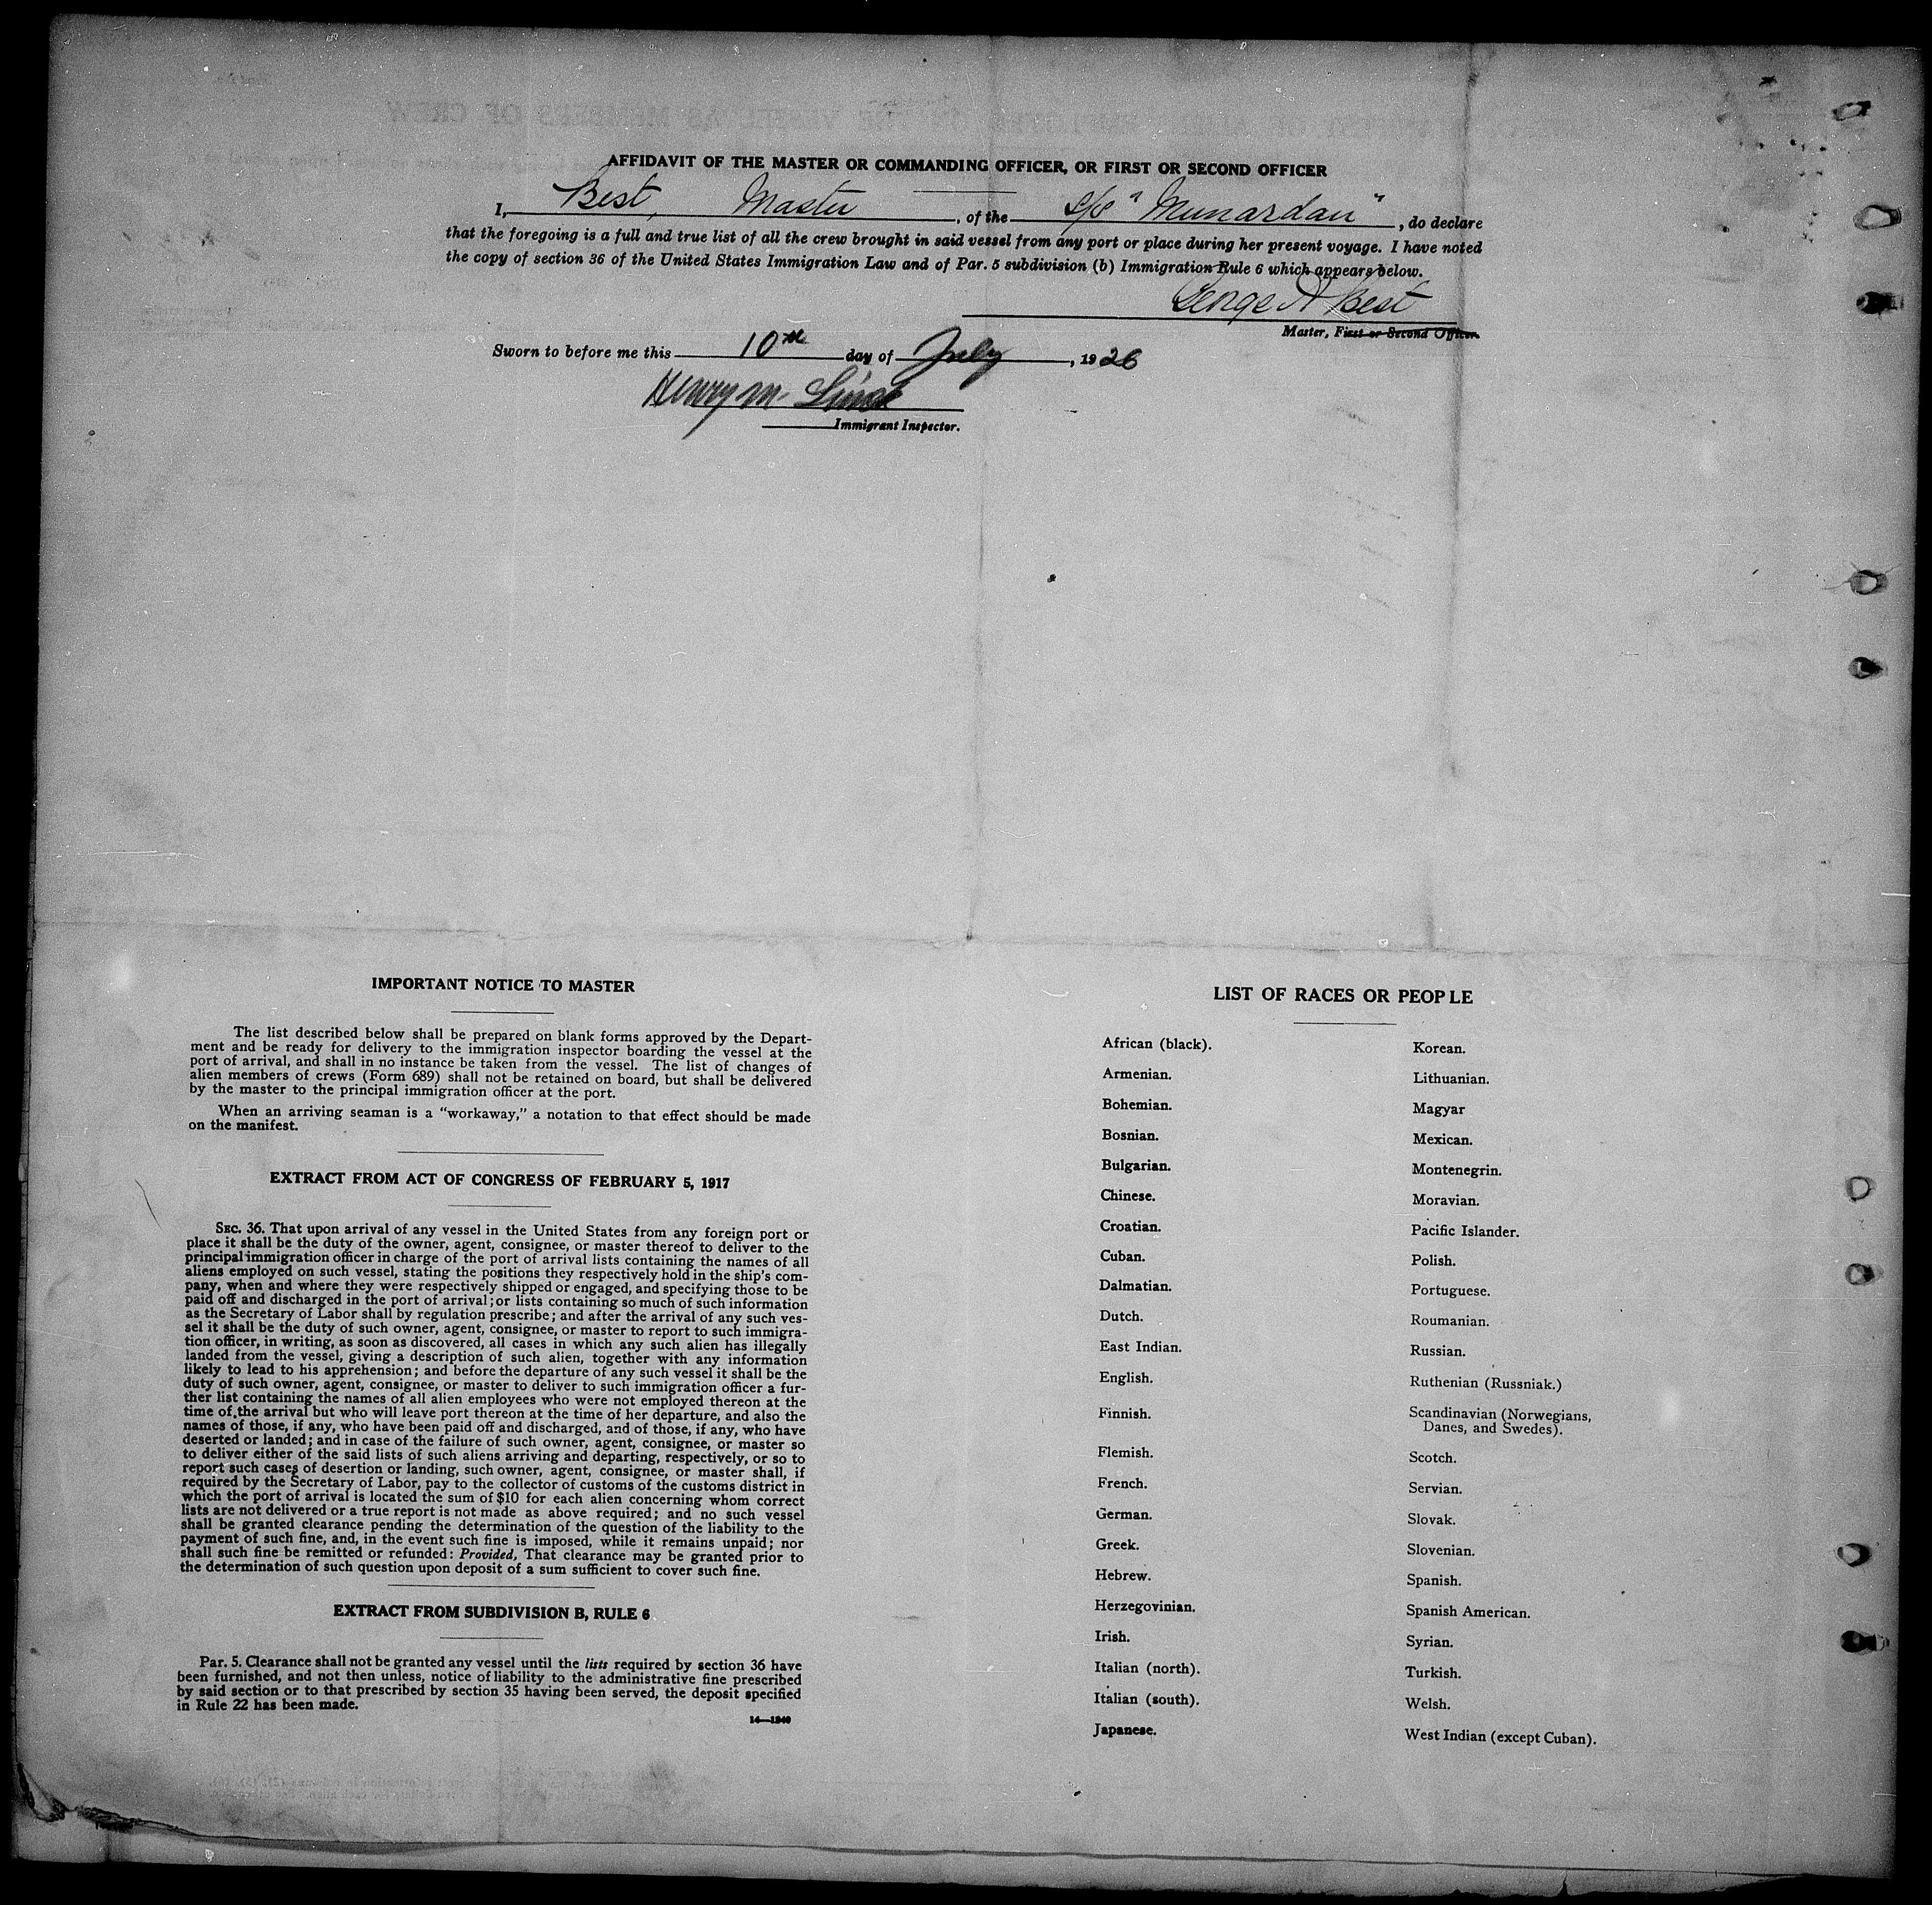 AFFIDAVIT OF THE MASTER OR COMMANDING OFFICER, OR FIRST OR SECOND OFFICER
I, Best, Master, of the S/S "Munardan", do declare
that the foregoing is a full and true list of all the crew brought in said vessel from any port or place during her present voyage. I have noted
the copy of section 36 of the United States Immigration Law and of Par. 5 subdivision (b) Immigration Rule 6 which appears below.
George A Best
Master, First or Second Officer.
Sworn to before me this 10th day of July, 1926
Henry M.
Immigrant Inspector.
IMPORTANT NOTICE TO MASTER
The list described below shall be prepared on blank forms approved by the Depart-
ment and be ready for delivery to the immigration inspector boarding the vessel at the
port of arrival, and shall in no instance be taken from the vessel. The list of changes of
alien members of crews (Form 689) shall not be retained on board, but shall be delivered
by the master to the principal immigration officer at the port.
When an arriving seaman is a "workaway," a notation to that effect should be made
on the manifest.
EXTRACT FROM ACT OF CONGRESS OF FEBRUARY 5, 1917
SEC. 36. That upon arrival of any vessel in the United States from any foreign port or
place it shall be the duty of the owner, agent, consignee, or master thereof to deliver to the
principal immigration officer in charge of the port of arrival lists containing the names of all
aliens employed on such vessel, stating the positions they respectively hold in the ship's com-
pany, when and where they were respectively shipped or engaged, and specifying those to be
paid off and discharged in the port of arrival; or lists containing so much of such information
as the Secretary of Labor shall by regulation prescribe; and after the arrival of any such ves-
sel it shall be the duty of such owner, agent, consignee, or master to report to such immigra-
tion officer, in writing, as soon as discovered, all cases in which any such alien has illegally
landed from the vessel, giving a description of such alien, together with any information
likely to lead to his apprehension; and before the departure of any such vessel it shall be the
duty of such owner, agent, consignee, or master to deliver to such immigration officer a fur-
ther list containing the names of all alien employees who were not employed thereon at the
time of the arrival but who will leave port thereon at the time of her departure, and also the
names of those, if any, who have been paid off and discharged, and of those, if any, who have
deserted or landed; and in case of the failure of such owner, agent, consignee, or master so
to deliver either of the said lists of such aliens arriving and departing, respectively, or so to
report such cases of desertion or landing, such owner, agent, consignee, or master shall, if
required by the Secretary of Labor, pay to the collector of customs of the customs district in
which the port of arrival is located the sum of $10 for each alien concerning whom correct
lists are not delivered or a true report is not made as above required; and no such vessel
shall be granted clearance pending the determination of the question of the liability to the
payment of such fine, and, in the event such fine is imposed, while it remains unpaid; nor
shall such fine be remitted or refunded: Provided, That clearance may be granted prior to
the determination of such question upon deposit of a sum sufficient to cover such fine.
EXTRACT FROM SUBDIVISION B, RULE 6
Par. 5. Clearance shall not be granted any vessel until the lists required by section 36 have
been furnished, and not then unless, notice of liability to the administrative fine prescribed
by said section or to that prescribed by section 35 having been served, the deposit specified
in Rule 22 has been made.
14—1240
LIST OF RACES OR PEOPLE
African (black).
Armenian.
Bohemian.
Bosnian.
Bulgarian.
Chinese.
Croatian.
Cuban.
Dalmatian.
Dutch.
East Indian.
English.
Finnish.
Flemish.
French.
German.
Greek.
Hebrew.
Herzegovinian.
Irish.
Italian (north).
Italian (south).
Japanese.
Korean.
Lithuanian.
Magyar
Mexican.
Montenegrin.
Moravian.
Pacific Islander.
Polish.
Portuguese.
Roumanian.
Russian.
Ruthenian (Russniak.)
Scandinavian (Norwegians,
Danes, and Swedes).
Scotch.
Servian.
Slovak.
Slovenian.
Spanish.
Spanish American.
Syrian.
Turkish.
Welsh.
West Indian (except Cuban).